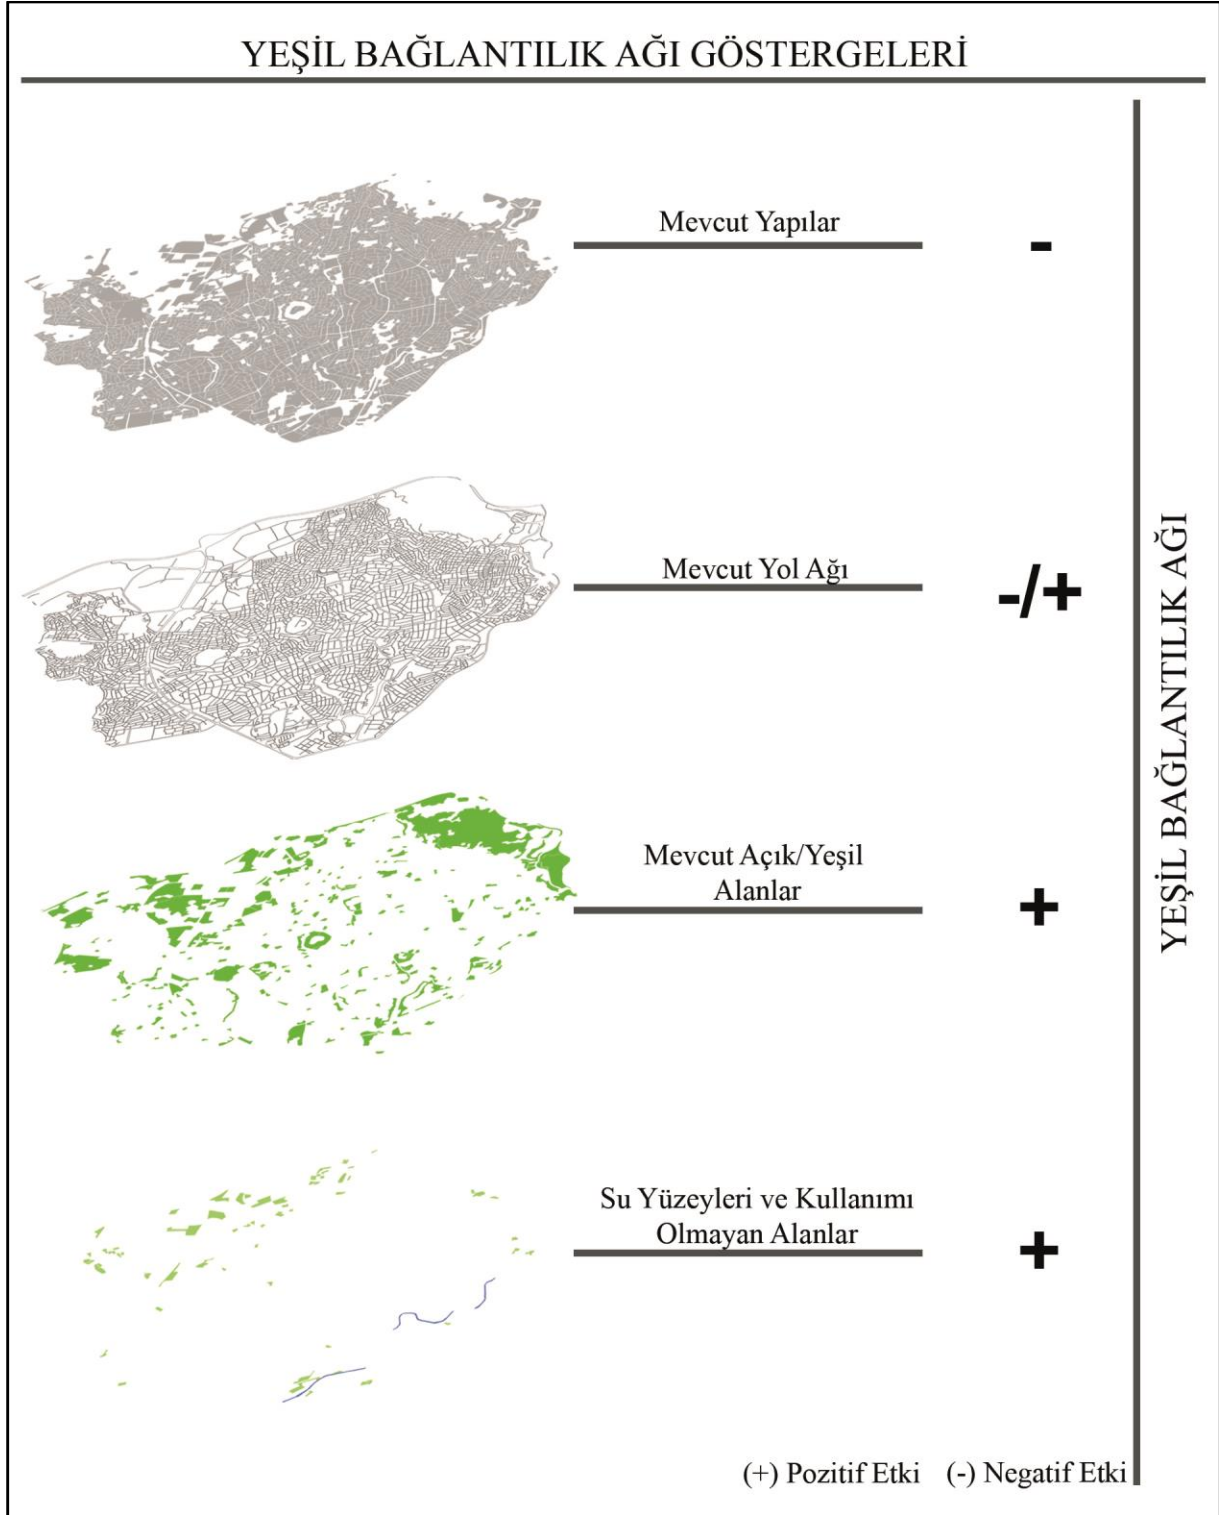 YEŞİL BAĞLANTILIK AĞI GÖSTERGELERİ
Mevcut Yapılar
-
Mevcut Yol Ağı
-/+
Mevcut Açık/Yeşil
Alanlar
+
Su Yüzeyleri ve Kullanımı
Olmayan Alanlar
+
YEŞİL BAĞLANTILIK AĞI
(+) Pozitif Etki (-) Negatif Etki